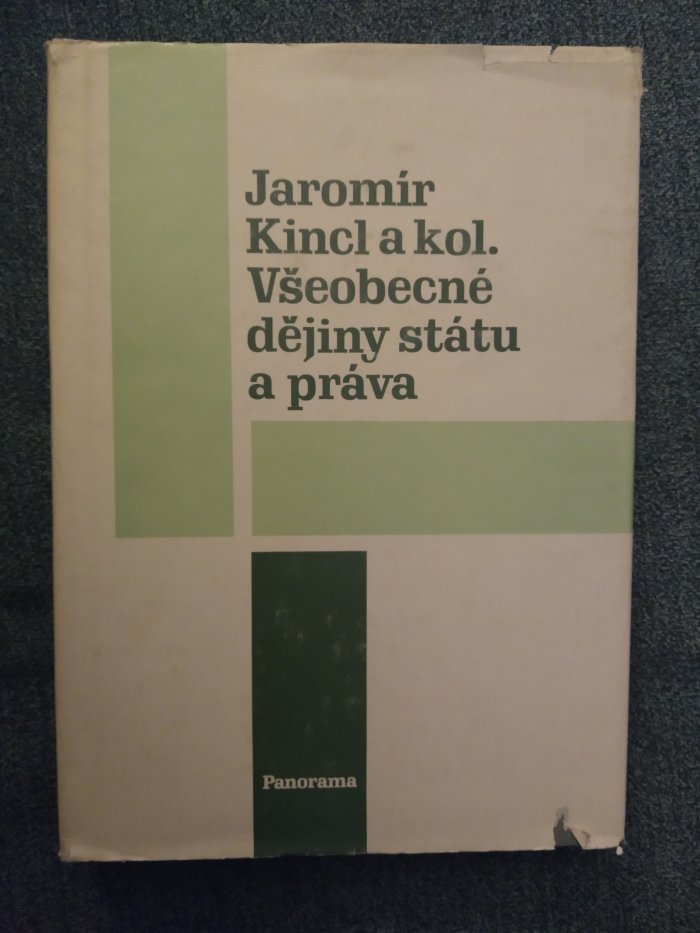 Jaromír
Kincl a kol.
Všeobecné
dějiny státu
a práva
Panorama